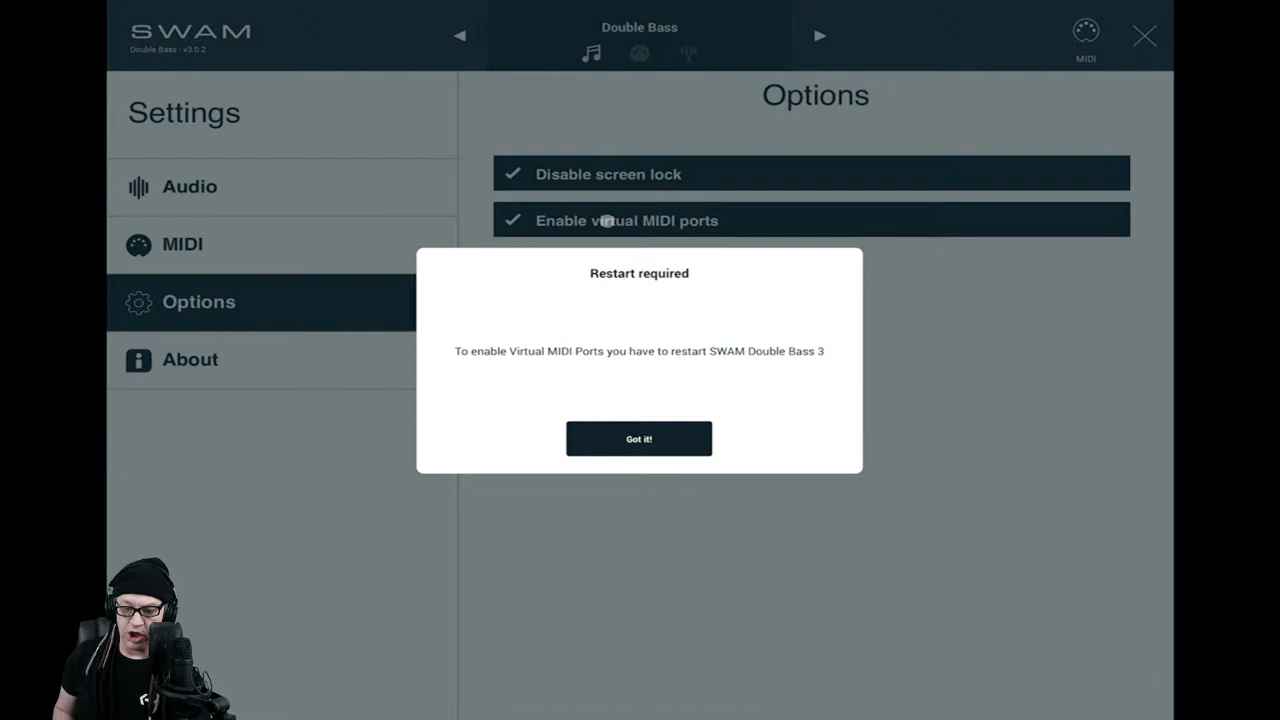 SWAM
Double Bass - v3.0.2
Double Bass
MIDI
Settings
Options
Audio
MIDI
Options
About
Disable screen lock
Enable virtual MIDI ports
Restart required
To enable Virtual MIDI Ports you have to restart SWAM Double Bass 3
Got it!